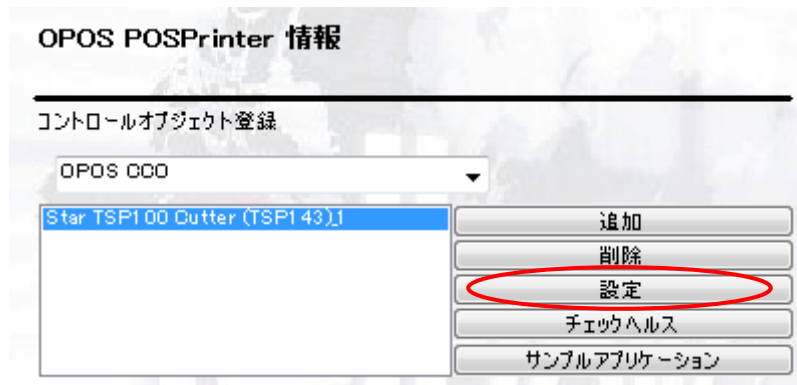 OPOS POSPrinter 情報
コントロールオブジェクト登録
OPOS CCO
Star TSP100 Cutter (TSP143)_1
追加
削除
設定
チェックヘルス
サンプルアプリケーション